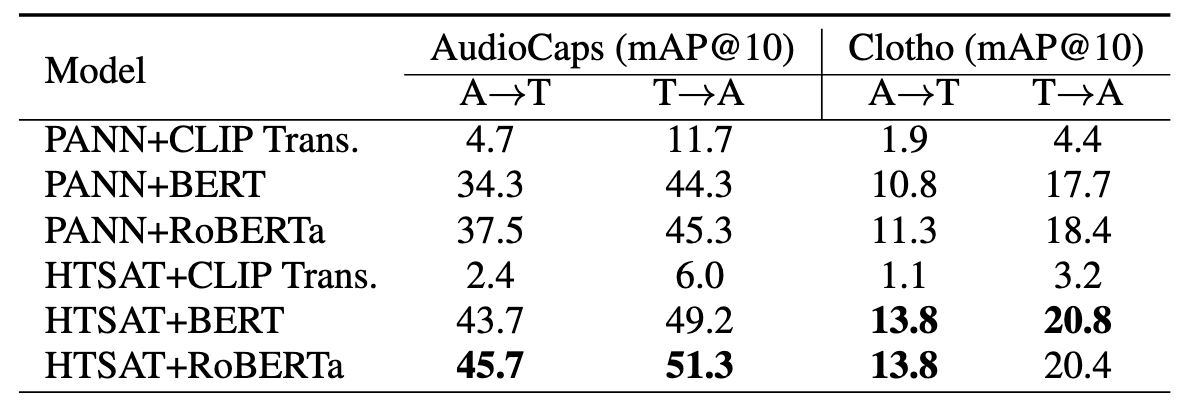 Model AudioCaps (mAP@10) Clotho (mAP@10)
A→T T→A A→T T→A
PANN+CLIP Trans. 4.7 11.7 1.9 4.4
PANN+BERT 34.3 44.3 10.8 17.7
PANN+RoBERTa 37.5 45.3 11.3 18.4
HTSAT+CLIP Trans. 2.4 6.0 1.1 3.2
HTSAT+BERT 43.7 49.2 13.8 20.8
HTSAT+RoBERTa 45.7 51.3 13.8 20.4